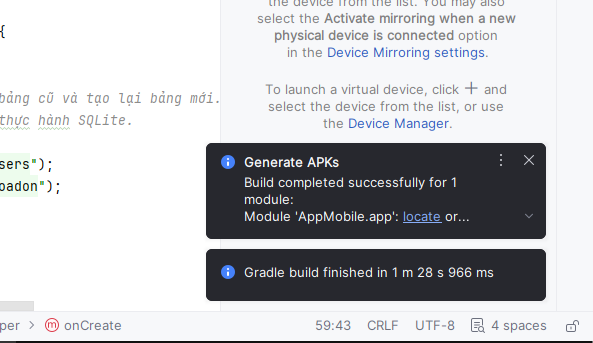 the device from the list. You may also
select the Activate mirroring when a new
physical device is connected option
in the Device Mirroring settings.
To launch a virtual device, click + and
select the device from the list, or use
the Device Manager.
{
bảng cũ và tạo lại bảng mới.
thực hành SQLite.
sers");
oadon");
Generate APKs
Build completed successfully for 1
module:
Module 'AppMobile.app': locate or...
Gradle build finished in 1 m 28 s 966 ms
per > m onCreate
59:43 CRLF UTF-8 4 spaces